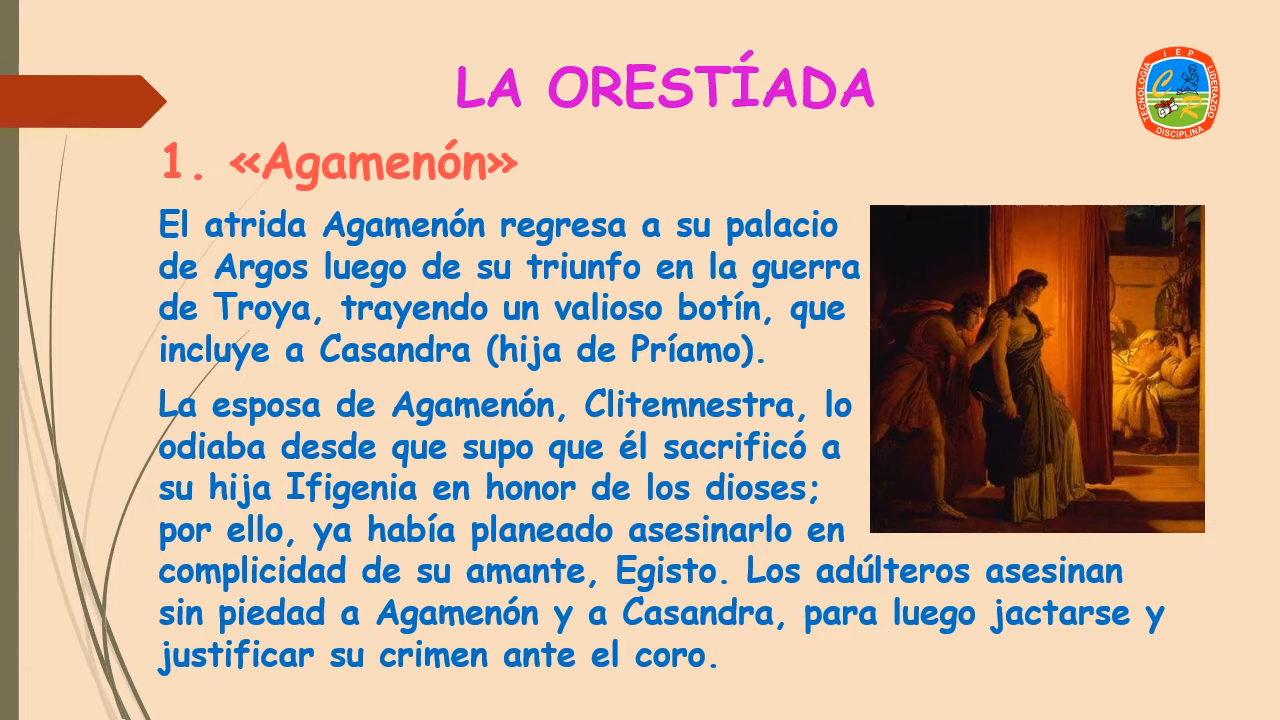 LA ORESTÍADA
I E P
TECNOLOGÍA
LIDERAZGO
C
R
DISCIPLINA
1. «Agamenón»
El atrida Agamenón regresa a su palacio
de Argos luego de su triunfo en la guerra
de Troya, trayendo un valioso botín, que
incluye a Casandra (hija de Príamo).
La esposa de Agamenón, Clitemnestra, lo
odiaba desde que supo que él sacrificó a
su hija Ifigenia en honor de los dioses;
por ello, ya había planeado asesinarlo en
complicidad de su amante, Egisto. Los adúlteros asesinan
sin piedad a Agamenón y a Casandra, para luego jactarse y
justificar su crimen ante el coro.